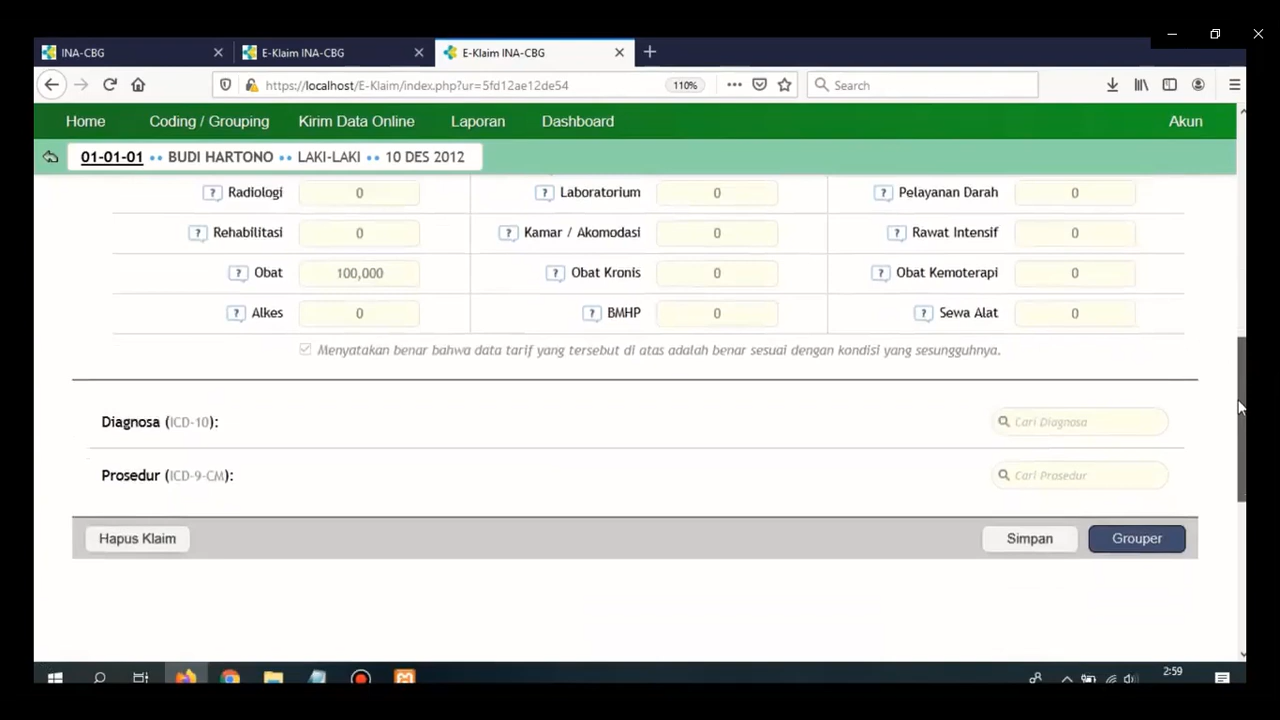 INA-CBG
E-Klaim INA-CBG
E-Klaim INA-CBG
https://localhost/E-Klaim/index.php?ur=5fd12ae12de54
110%
Search
Home
Coding / Grouping
Kirim Data Online
Laporan
Dashboard
Akun
01-01-01 •• BUDI HARTONO •• LAKI-LAKI •• 10 DES 2012
? Radiologi 0 ? Laboratorium 0 ? Pelayanan Darah 0
? Rehabilitasi 0 ? Kamar / Akomodasi 0 ? Rawat Intensif 0
? Obat 100,000 ? Obat Kronis 0 ? Obat Kemoterapi 0
? Alkes 0 ? BMHP 0 ? Sewa Alat 0
Menyatakan benar bahwa data tarif yang tersebut di atas adalah benar sesuai dengan kondisi yang sesungguhnya.
Diagnosa (ICD-10): Cari Diagnosa
Prosedur (ICD-9-CM): Cari Prosedur
Hapus Klaim Simpan Grouper
2:59